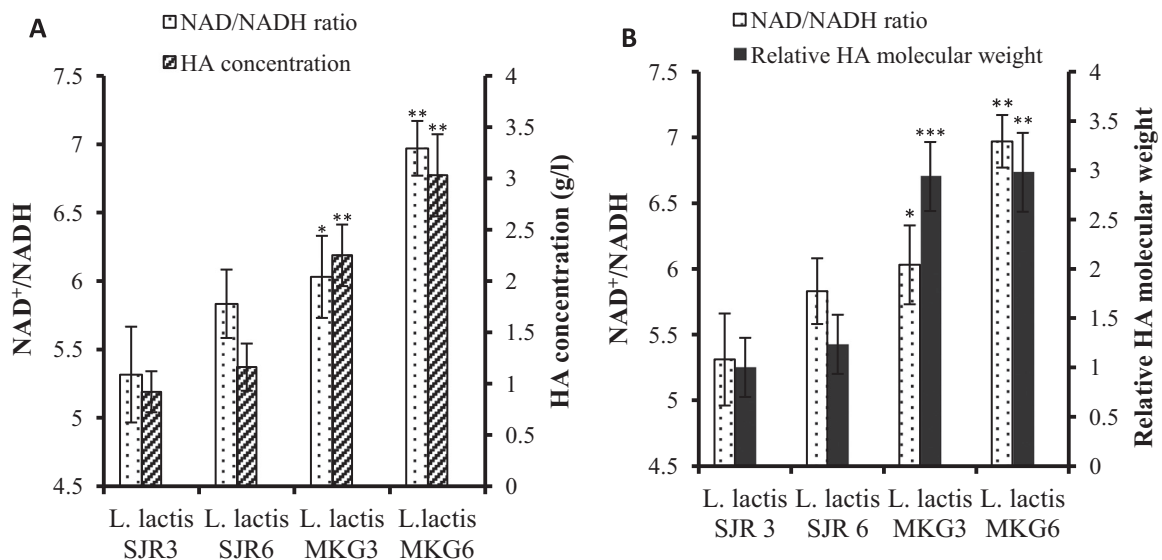 A
NAD/NADH ratio
HA concentration
7.5
7
6.5
6
5.5
5
4.5
NAD⁺/NADH
4
3.5
3
2.5
2
1.5
1
0.5
0
HA concentration (g/l)
*
**
**
**
L. lactis SJR3
L. lactis SJR6
L. lactis MKG3
L.lactis MKG6
B
NAD/NADH ratio
Relative HA molecular weight
7.5
7
6.5
6
5.5
5
4.5
NAD⁺/NADH
4
3.5
3
2.5
2
1.5
1
0.5
0
Relative HA molecular weight
*
***
**
**
L. lactis SJR 3
L. lactis SJR 6
L. lactis MKG3
L. lactis MKG6